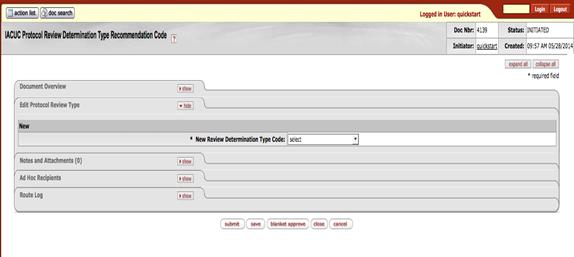 action list doc search
Logged in User: quickstart
Login Logout
IACUC Protocol Review Determination Type Recommendation Code ?
Doc Nbr: 4139 Status: INITIATED
Initiator: quickstart Created: 09:57 AM 05/28/2014
expand all collapse all
* required field
Document Overview show
Edit Protocol Review Type hide
New
* New Review Determination Type Code: select
Notes and Attachments (0) show
Ad Hoc Recipients show
Route Log show
submit save blanket approve close cancel